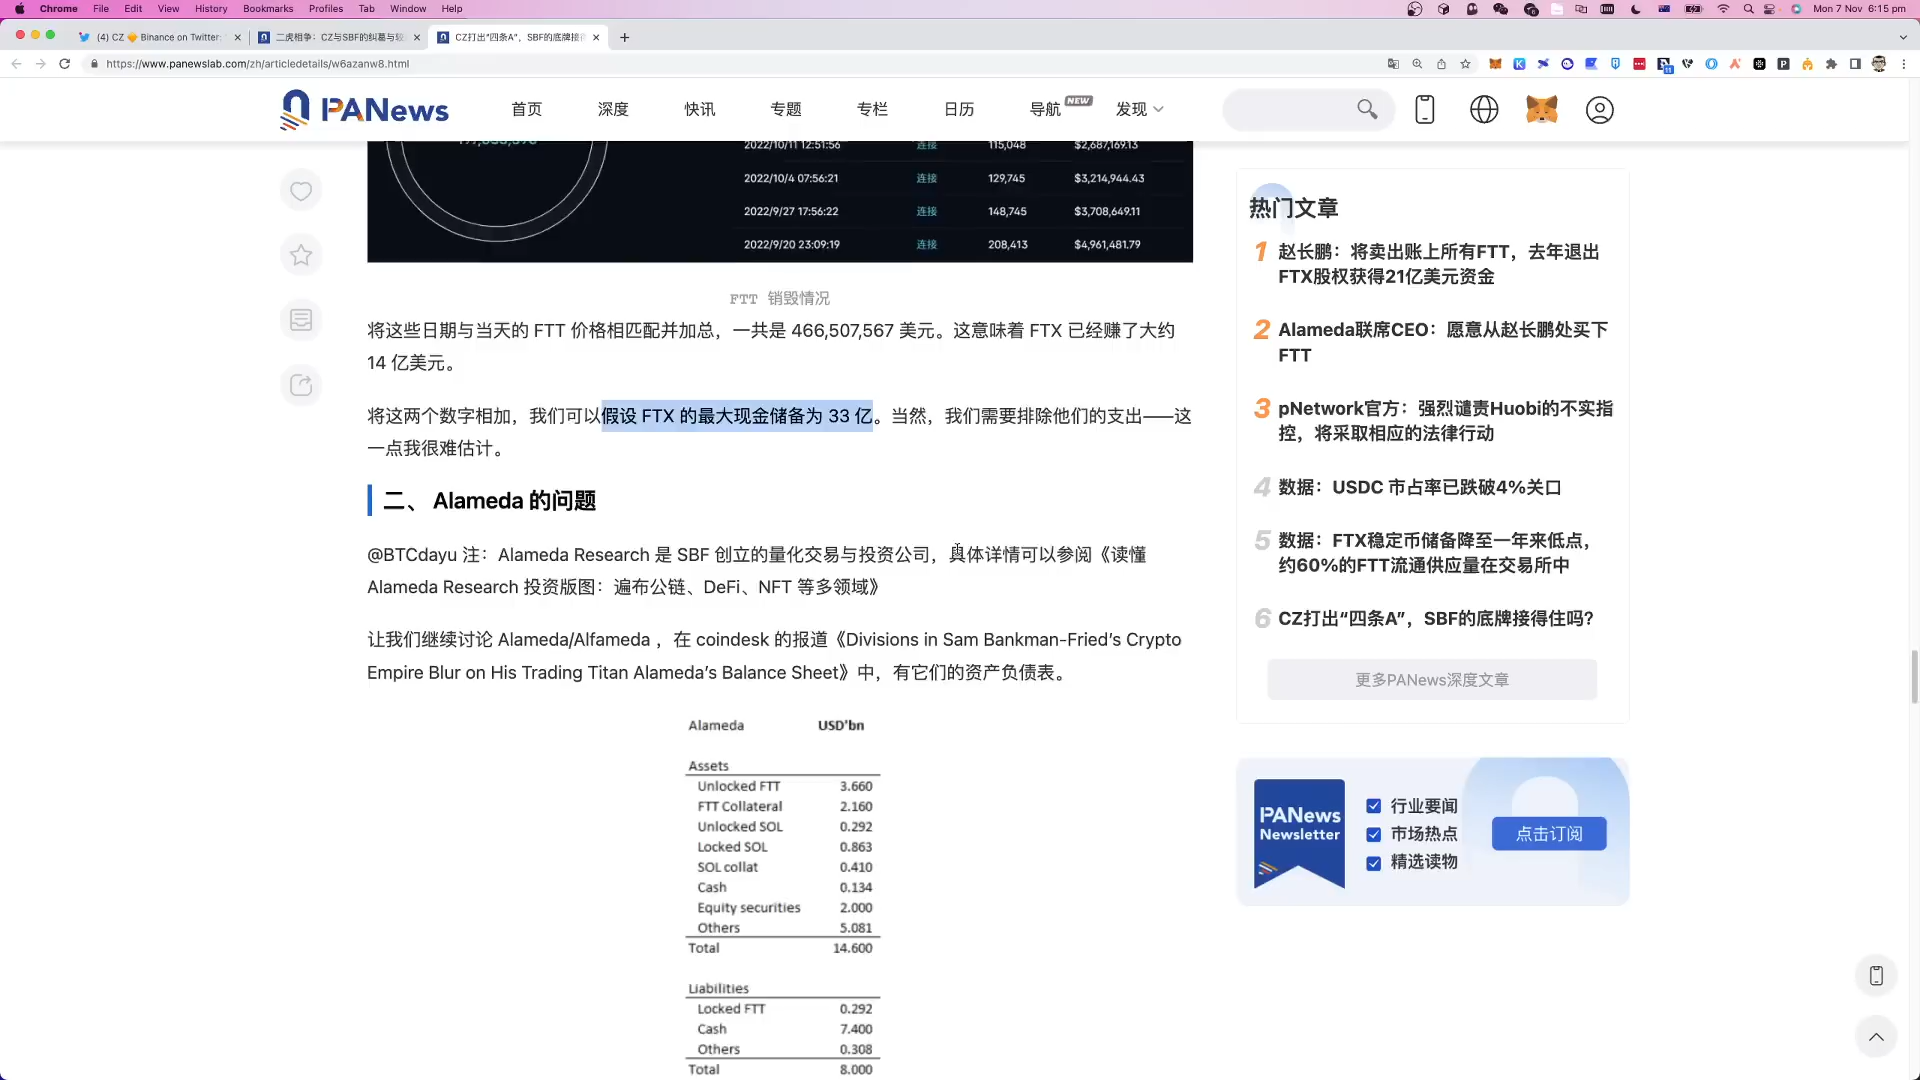 Chrome File Edit View History Bookmarks Profiles Tab Window Help
Mon 7 Nov 6:15 pm
(4) CZ Binance on Twitter:
二虎相争：CZ与SBF的纠葛与
CZ打出“四条A”，SBF的底牌接
https://www.panewslab.com/zh/articledetails/w6azanw8.html
11
PANews
首页 深度 快讯 专题 专栏 日历 导航 NEW 发现
2022/10/11 12:51:56 连接 115,048 $2,687,169.13
2022/10/4 07:56:21 连接 129,745 $3,214,944.43
2022/9/27 17:56:22 连接 148,745 $3,708,649.11
2022/9/20 23:09:19 连接 208,413 $4,961,481.79
FTT 销毁情况
将这些日期与当天的 FTT 价格相匹配并加总，一共是 466,507,567 美元。这意味着 FTX 已经赚了大约
14 亿美元。
将这两个数字相加，我们可以假设 FTX 的最大现金储备为 33 亿。当然，我们需要排除他们的支出——这
一点我很难估计。
二、 Alameda 的问题
@BTCdayu 注：Alameda Research 是 SBF 创立的量化交易与投资公司，具体详情可以参阅《读懂
Alameda Research 投资版图：遍布公链、DeFi、NFT 等多领域》
让我们继续讨论 Alameda/Alfameda ，在 coindesk 的报道《Divisions in Sam Bankman-Fried’s Crypto
Empire Blur on His Trading Titan Alameda’s Balance Sheet》中，有它们的资产负债表。
Alameda USD'bn
Assets
Unlocked FTT 3.660
FTT Collateral 2.160
Unlocked SOL 0.292
Locked SOL 0.863
SOL collat 0.410
Cash 0.134
Equity securities 2.000
Others 5.081
Total 14.600
Liabilities
Locked FTT 0.292
Cash 7.400
Others 0.308
Total 8.000
热门文章
1 赵长鹏：将卖出账上所有FTT，去年退出
FTX股权获得21亿美元资金
2 Alameda联席CEO：愿意从赵长鹏处买下
FTT
3 pNetwork官方：强烈谴责Huobi的不实指
控，将采取相应的法律行动
4 数据：USDC 市占率已跌破4%关口
5 数据：FTX稳定币储备降至一年来低点，
约60%的FTT流通供应量在交易所中
6 CZ打出“四条A”，SBF的底牌接得住吗？
更多PANews深度文章
PANews
Newsletter
行业要闻
市场热点
精选读物
点击订阅